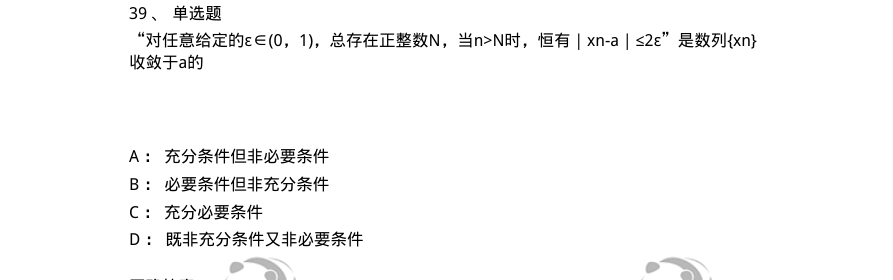 39 、 单选题
“对任意给定的ε∈(0，1)，总存在正整数N，当n>N时，恒有｜xn-a｜≤2ε”是数列{xn}
收敛于a的
A ： 充分条件但非必要条件
B ： 必要条件但非充分条件
C ： 充分必要条件
D ： 既非充分条件又非必要条件